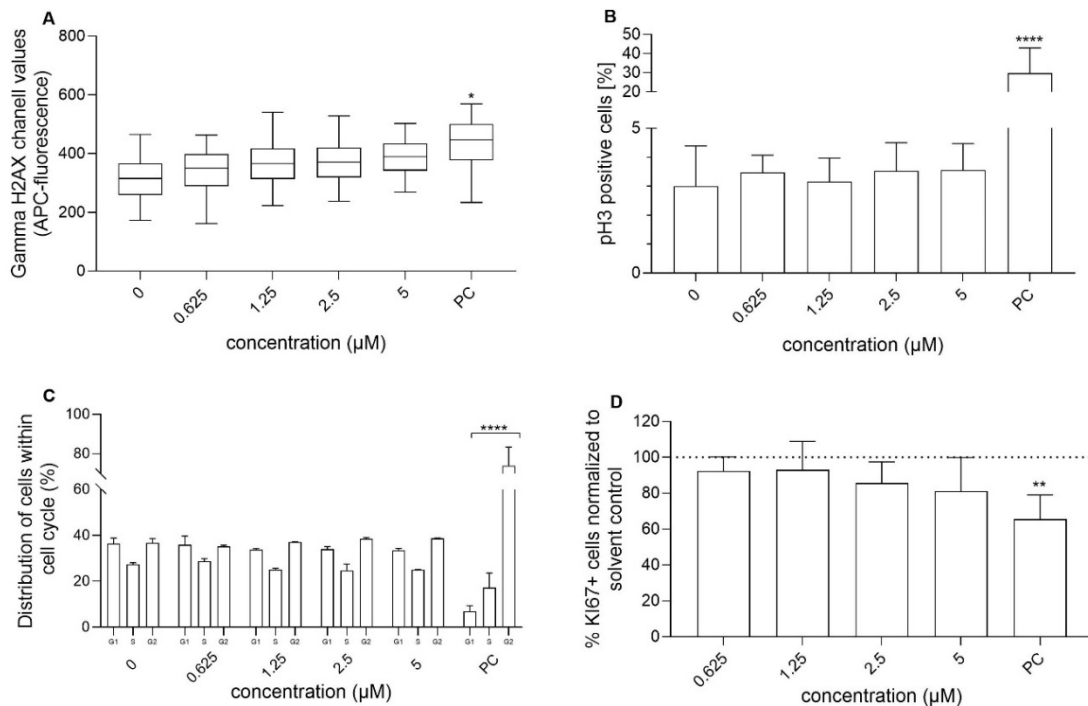 A
Gamma H2AX chanell values
(APC-fluorescence)
800
600
400
200
0
*
0
0.625
1.25
2.5
5
PC
concentration (µM)
B
pH3 positive cells [%]
50
40
30
20
5
0
****
0
0.625
1.25
2.5
5
PC
concentration (µM)
C
Distribution of cells within
cell cycle (%)
100
80
60
40
20
0
****
G1 S G2 G1 S G2 G1 S G2 G1 S G2 G1 S G2 G1 S G2
0
0.625
1.25
2.5
5
PC
concentration (µM)
D
% KI67+ cells normalized to
solvent control
120
100
80
60
40
20
0
**
0.625
1.25
2.5
5
PC
concentration (µM)